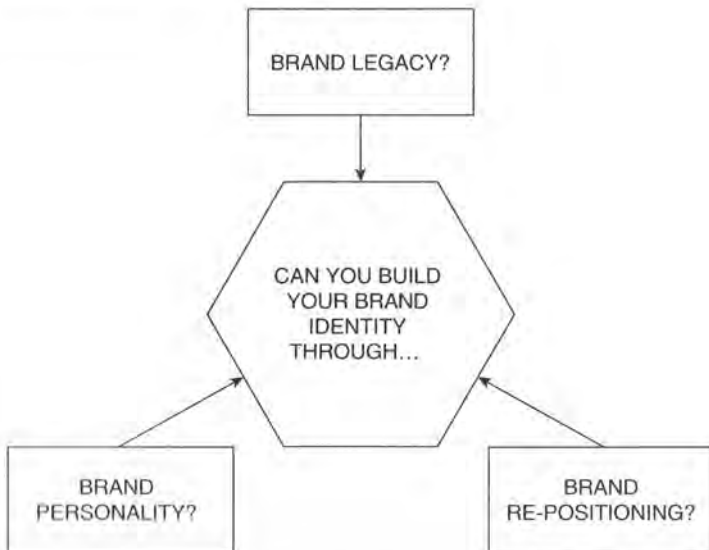 BRAND LEGACY?
CAN YOU BUILD
YOUR BRAND
IDENTITY
THROUGH...
BRAND
PERSONALITY?
BRAND
RE-POSITIONING?